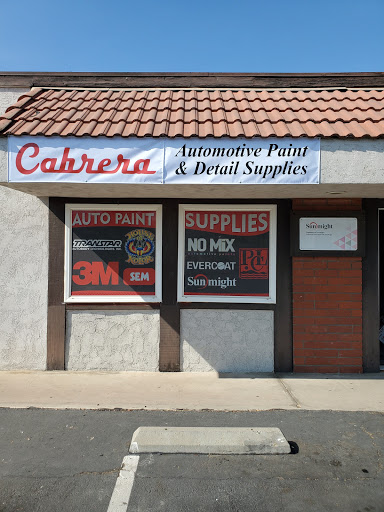 Cabrera
Automotive Paint
& Detail Supplies
AUTO PAINT
TRANSTAR
3M
SEM
SUPPLIES
NO MiX
EVERCOAT
Sunmight
Sunmight